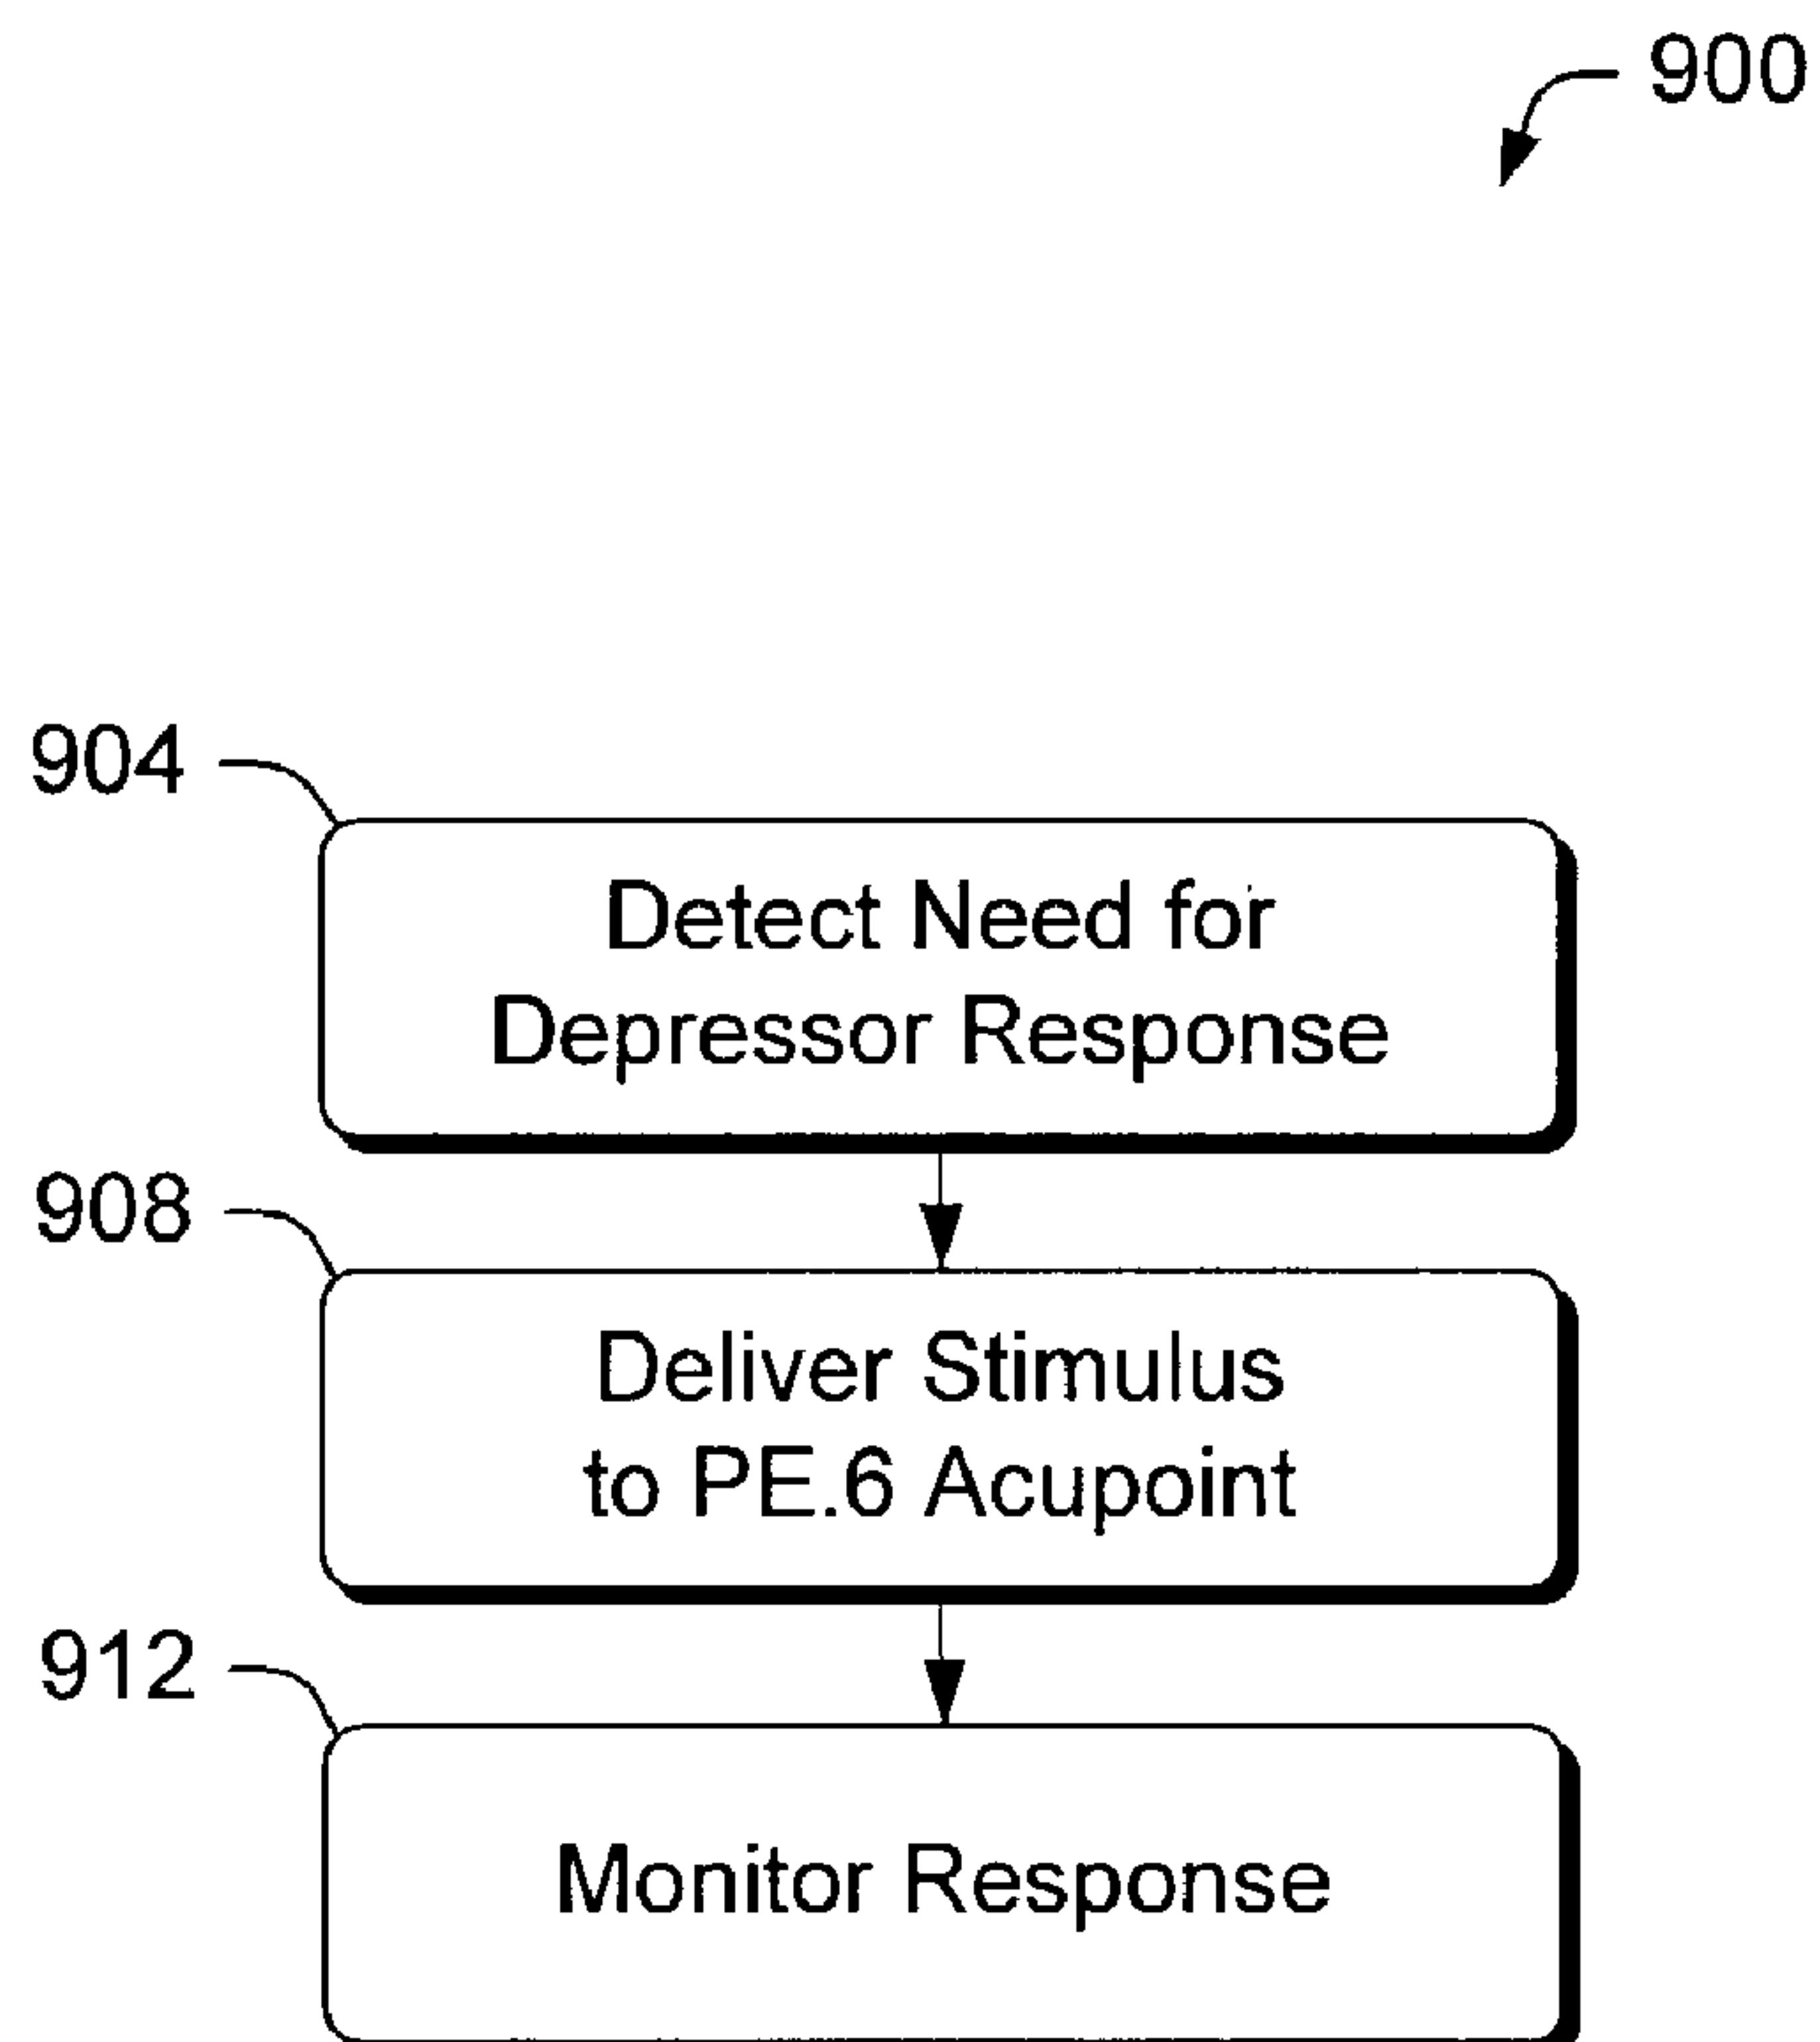 900
904
Detect Need for
Depressor Response
908
Deliver Stimulus
to PE.6 Acupoint
912
Monitor Response